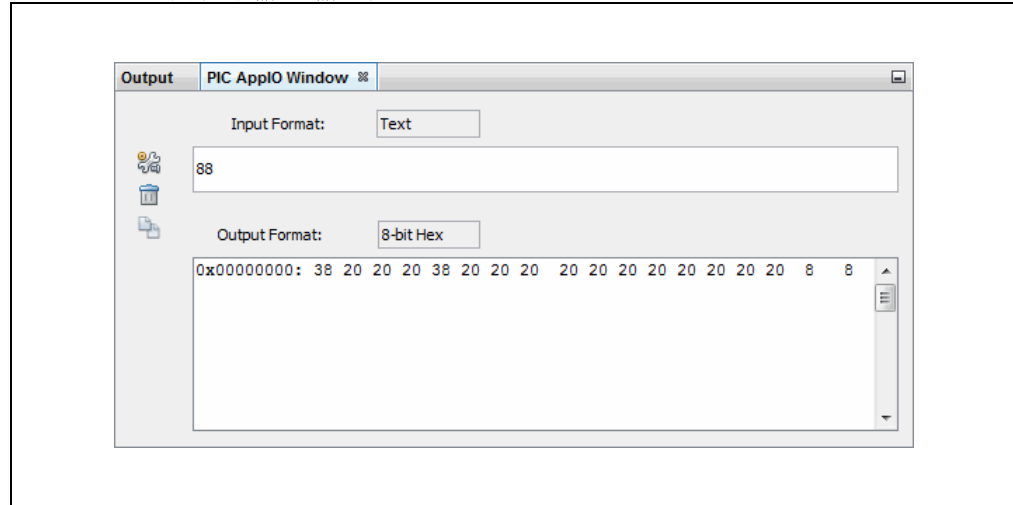 Output PIC AppIO Window
Input Format: Text
88
Output Format: 8-bit Hex
0x00000000: 38 20 20 20 38 20 20 20 20 20 20 20 20 20 20 20 8 8